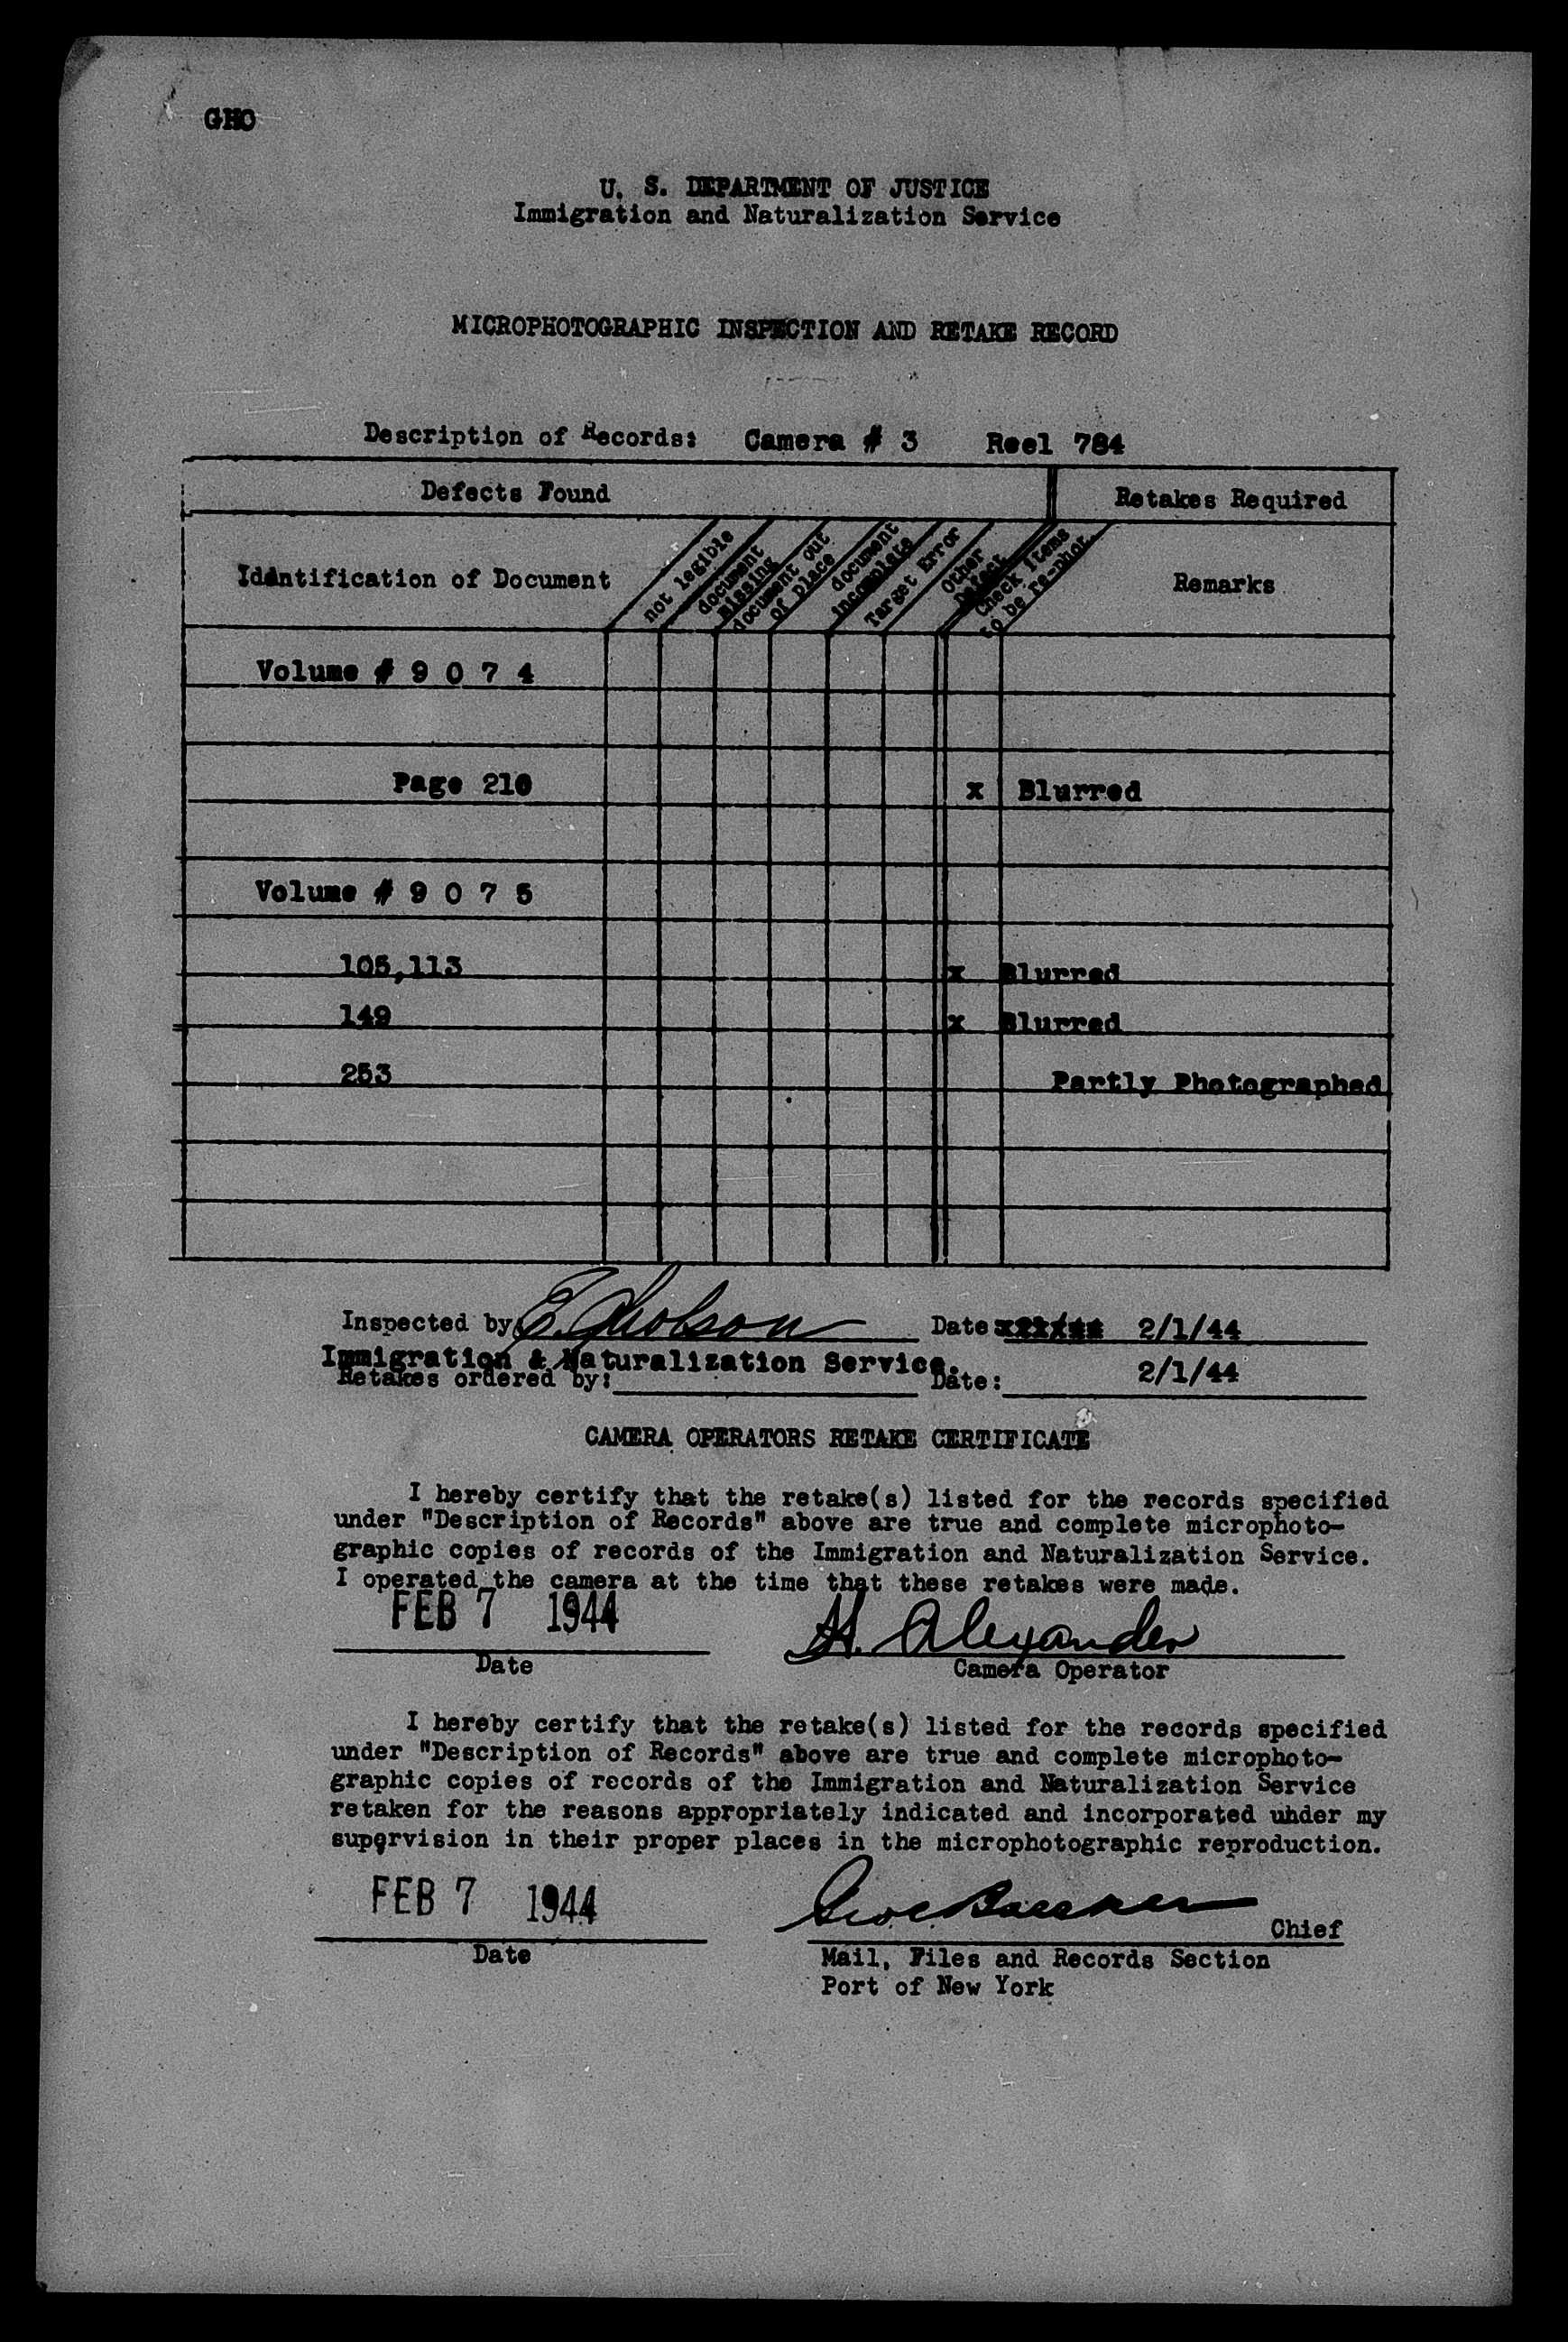 GHO
U. S. DEPARTMENT OF JUSTICE
Immigration and Naturalization Service
MICROPHOTOGRAPHIC INSPECTION AND RETAKE RECORD
Description of Records: Camera # 3 Reel 784
Defects Found Retakes Required
Identification of Document
not legible
document missing
document out of place
document incomplete
Target Error
Other Defect
Check items to be re-phot.
Remarks
Volume # 9 0 7 4
Page 210 x Blurred
Volume # 9 0 7 5
105,113 x Blurred
149 x Blurred
253 Partly Photographed
Inspected by E. Gholson Date 2/1/44
Immigration & Naturalization Service.
Retakes ordered by: Date: 2/1/44
CAMERA OPERATORS RETAKE CERTIFICATE
I hereby certify that the retake(s) listed for the records specified
under "Description of Records" above are true and complete microphoto-
graphic copies of records of the Immigration and Naturalization Service.
I operated the camera at the time that these retakes were made.
FEB 7 1944 H. Alexander
Date Camera Operator
I hereby certify that the retake(s) listed for the records specified
under "Description of Records" above are true and complete microphoto-
graphic copies of records of the Immigration and Naturalization Service
retaken for the reasons appropriately indicated and incorporated under my
supervision in their proper places in the microphotographic reproduction.
FEB 7 1944
Chief
Date Mail, Files and Records Section
Port of New York